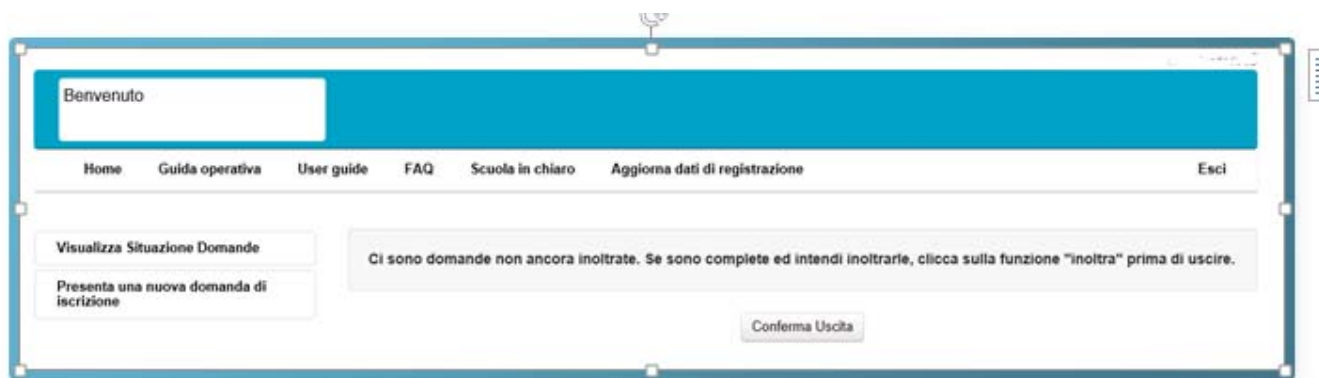 Benvenuto
Home Guida operativa User guide FAQ Scuola in chiaro Aggiorna dati di registrazione Esci
Visualizza Situazione Domande
Ci sono domande non ancora inoltrate. Se sono complete ed intendi inoltrarle, clicca sulla funzione "inoltra" prima di uscire.
Presenta una nuova domanda di
iscrizione
Conferma Uscita